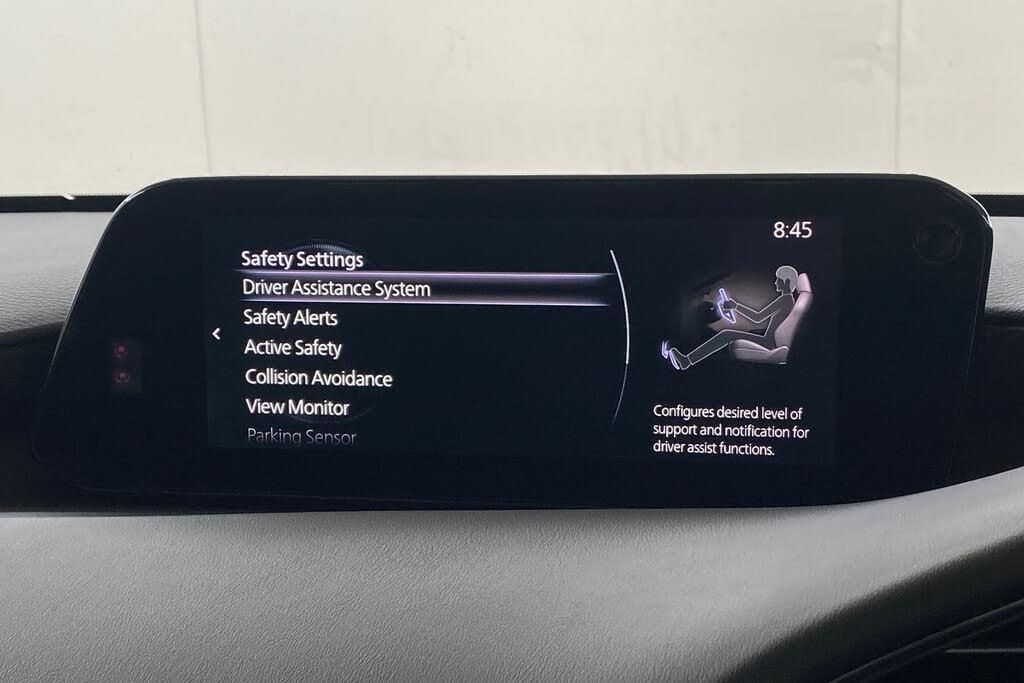 8:45
Safety Settings
Driver Assistance System
Safety Alerts
Active Safety
Collision Avoidance
View Monitor
Parking Sensor
Configures desired level of
support and notification for
driver assist functions.